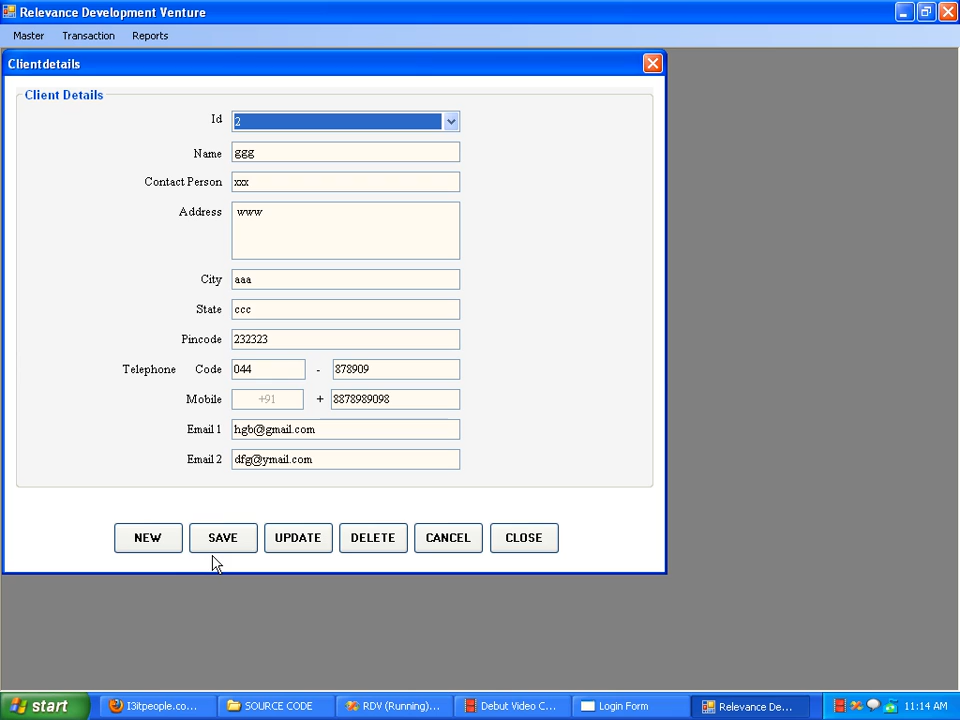 Relevance Development Venture
Master Transaction Reports
Clientdetails
Client Details
Id 2
Name ggg
Contact Person xxx
Address www
City aaa
State ccc
Pincode 232323
Telephone Code 044 - 878909
Mobile +91 + 8878989098
Email 1 hgb@gmail.com
Email 2 dfg@ymail.com
NEW SAVE UPDATE DELETE CANCEL CLOSE
start I3itpeople.co... SOURCE CODE RDV (Running)... Debut Video C... Login Form Relevance De... 11:14 AM